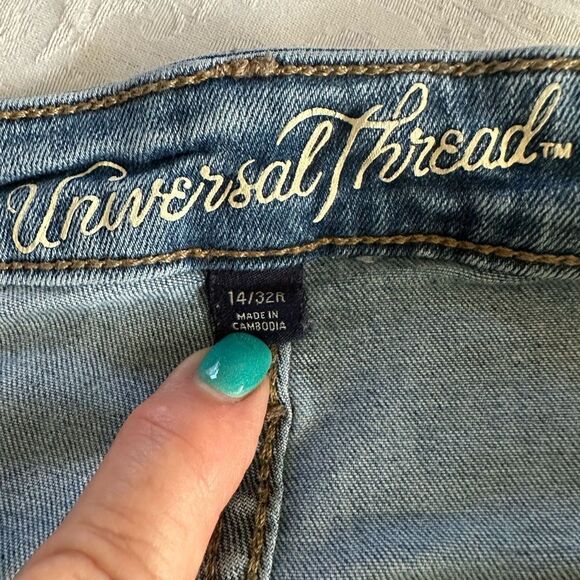 Universal Thread™
14/32R
MADE IN
CAMBODIA